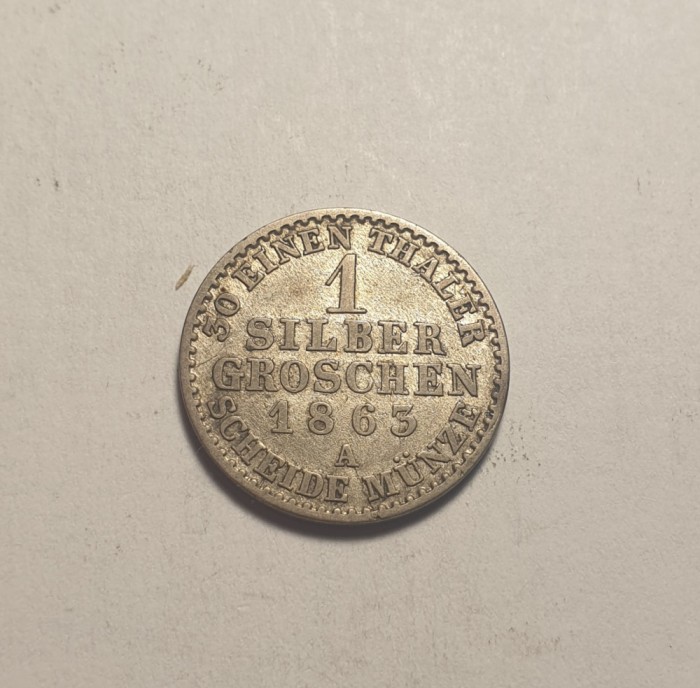 30 EINEN THALER
1
SILBER
GROSCHEN
1863
A
SCHEIDE MÜNZE